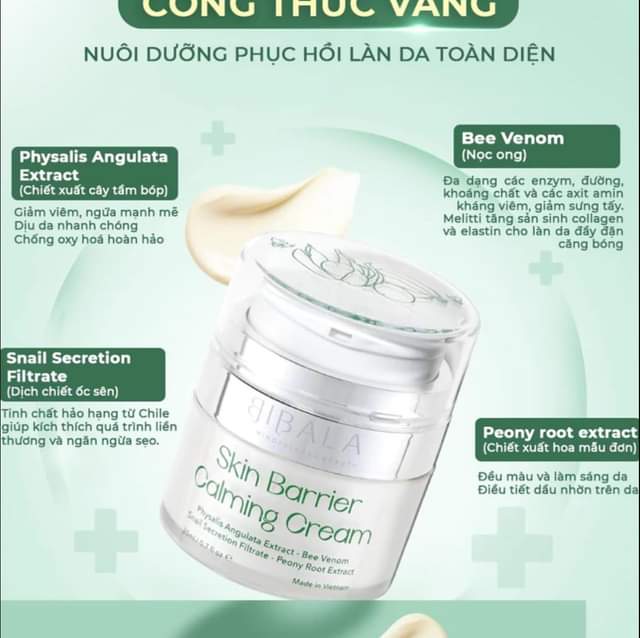 CÔNG THỨC VÀNG
NUÔI DƯỠNG PHỤC HỒI LÀN DA TOÀN DIỆN
Physalis Angulata
Extract
(Chiết xuất cây tầm bóp)
Giảm viêm, ngứa mạnh mẽ
Dịu da nhanh chóng
Chống oxy hoá hoàn hảo
Bee Venom
(Nọc ong)
Đa dạng các enzym, đường,
khoáng chất và các axit amin
kháng viêm, giảm sưng tấy.
Melitti tăng sản sinh collagen
và elastin cho làn da đầy đặn
căng bóng
Snail Secretion
Filtrate
(Dịch chiết ốc sên)
Tinh chất hảo hạng từ Chile
giúp kích thích quá trình liền
thương và ngăn ngừa sẹo.
Peony root extract
(Chiết xuất hoa mẫu đơn)
Đều màu và làm sáng da
Điều tiết dầu nhờn trên da
BIBALA
Skin Barrier
Calming Cream
Physalis Angulata Extract - Bee Venom
Snail Secretion Filtrate - Peony Root Extract
Made in Vietnam